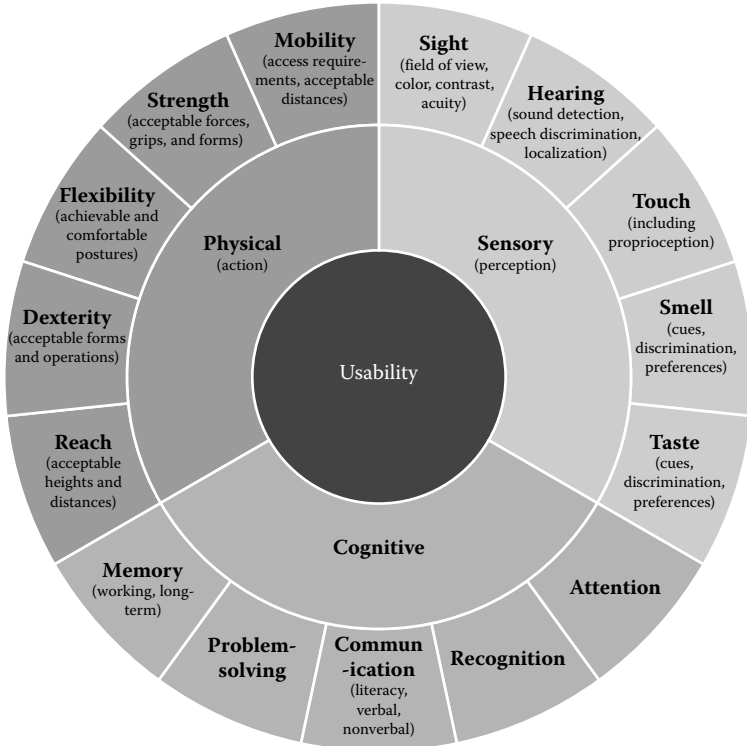 Mobility
(access require-
ments, acceptable
distances)
Sight
(field of view,
color, contrast,
acuity)
Strength
(acceptable forces,
grips, and forms)
Hearing
(sound detection,
speech discrimination,
localization)
Flexibility
(achievable and
comfortable
postures)
Physical
(action)
Sensory
(perception)
Touch
(including
proprioception)
Dexterity
(acceptable forms
and operations)
Usability
Smell
(cues,
discrimination,
preferences)
Reach
(acceptable
heights and
distances)
Taste
(cues,
discrimination,
preferences)
Cognitive
Memory
(working, long-
term)
Problem-
solving
Commun
-ication
(literacy,
verbal,
nonverbal)
Recognition
Attention